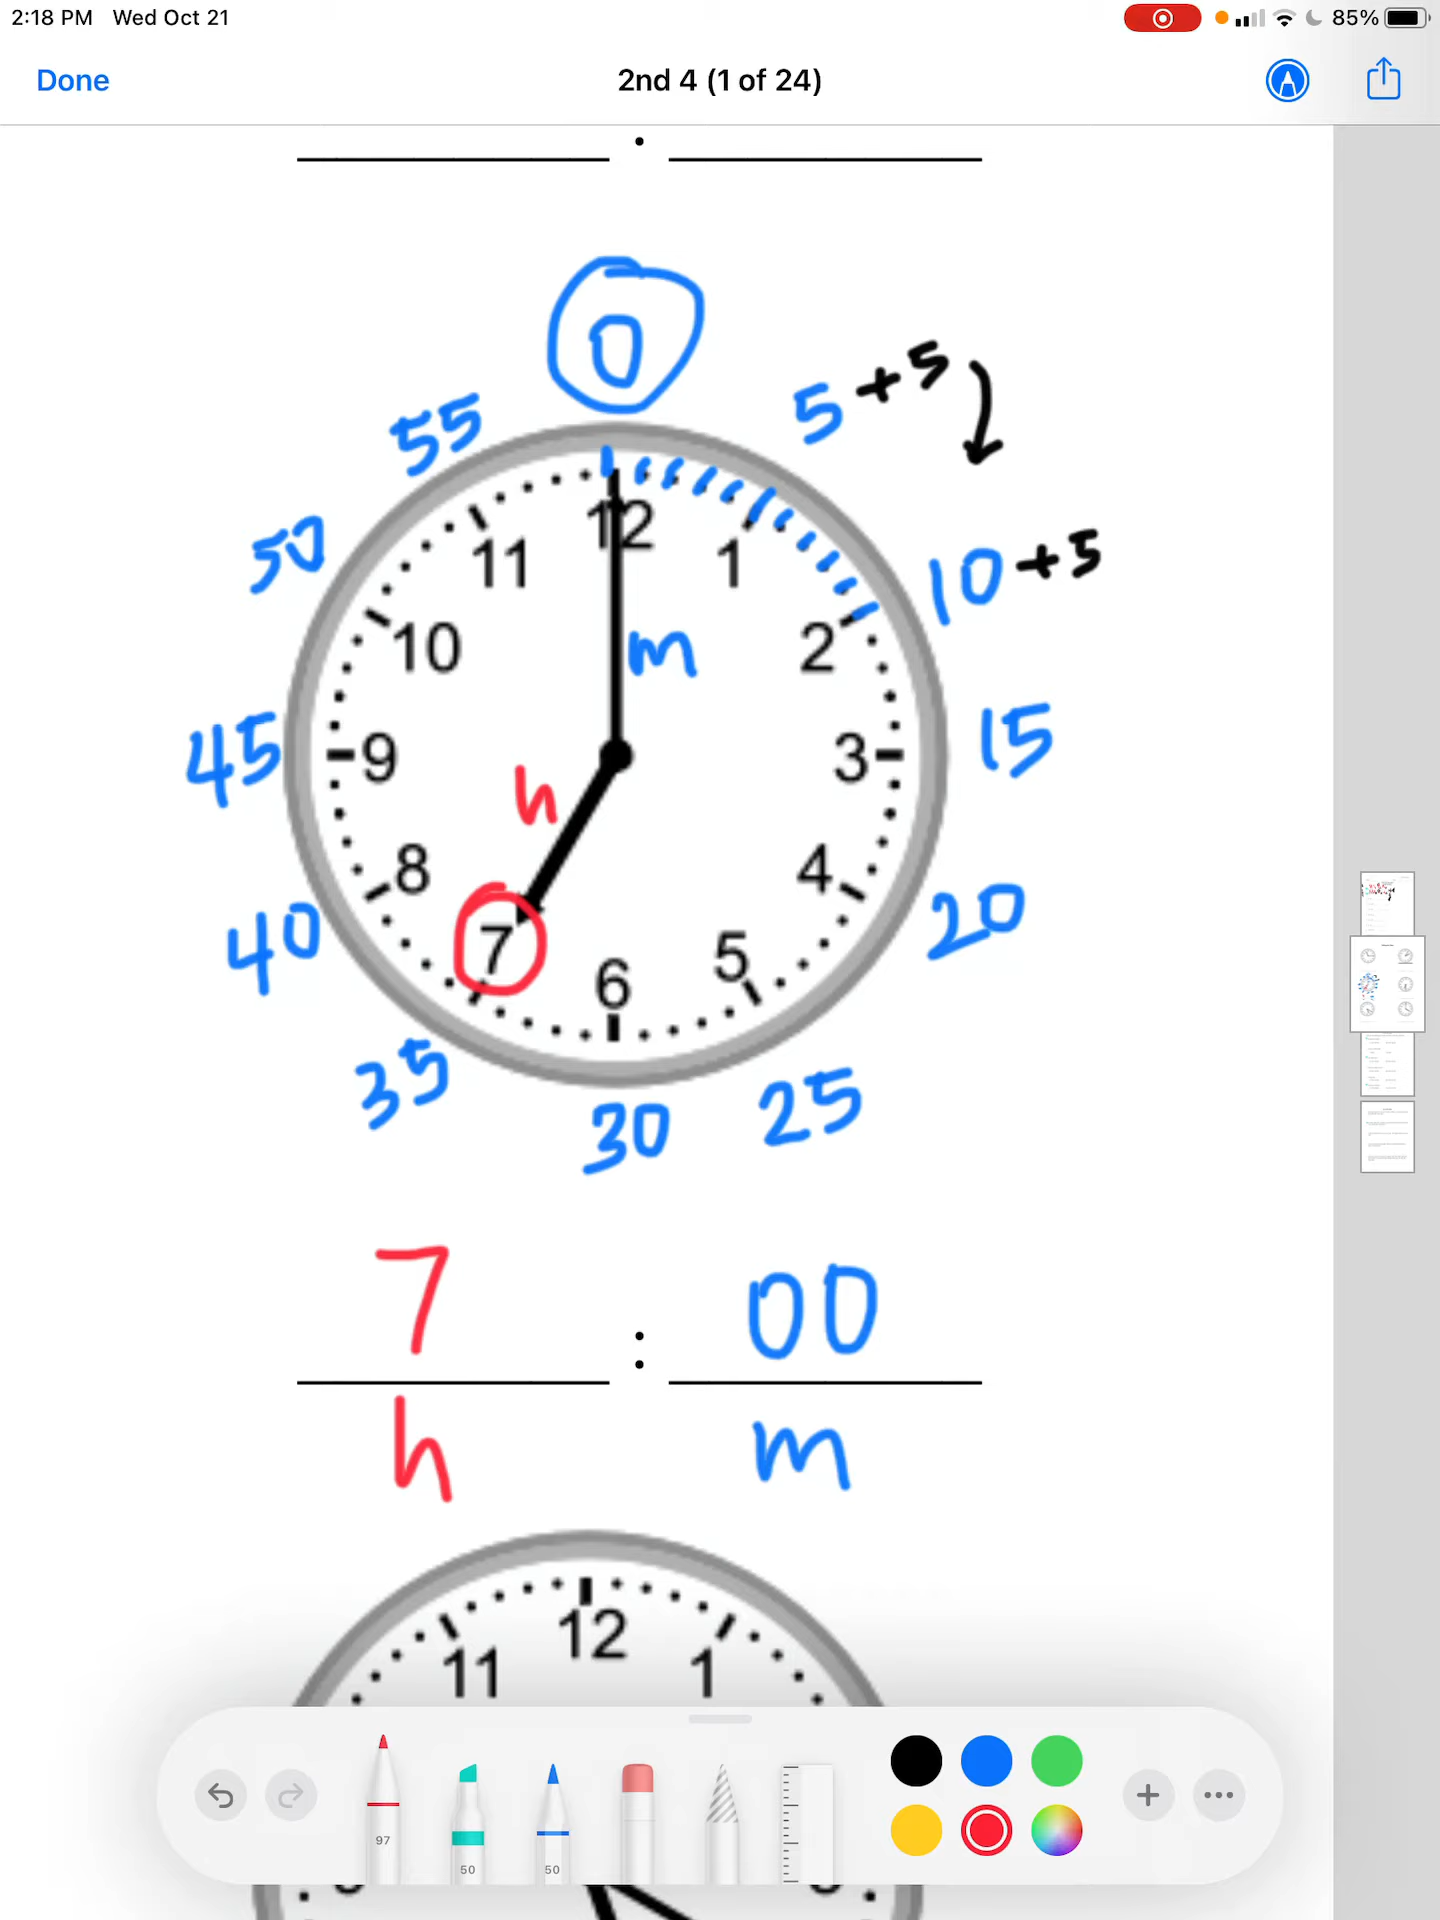 2:18 PM Wed Oct 21 85%
Done 2nd 4 (1 of 24)
:
0
55 5 +5
12
11 1
50 10 +5
10 m 2
45 9 3 15
h
8 4
40 7 5 20
6
35 25
30
7 : 00
h m
12
11 1
97 50 50